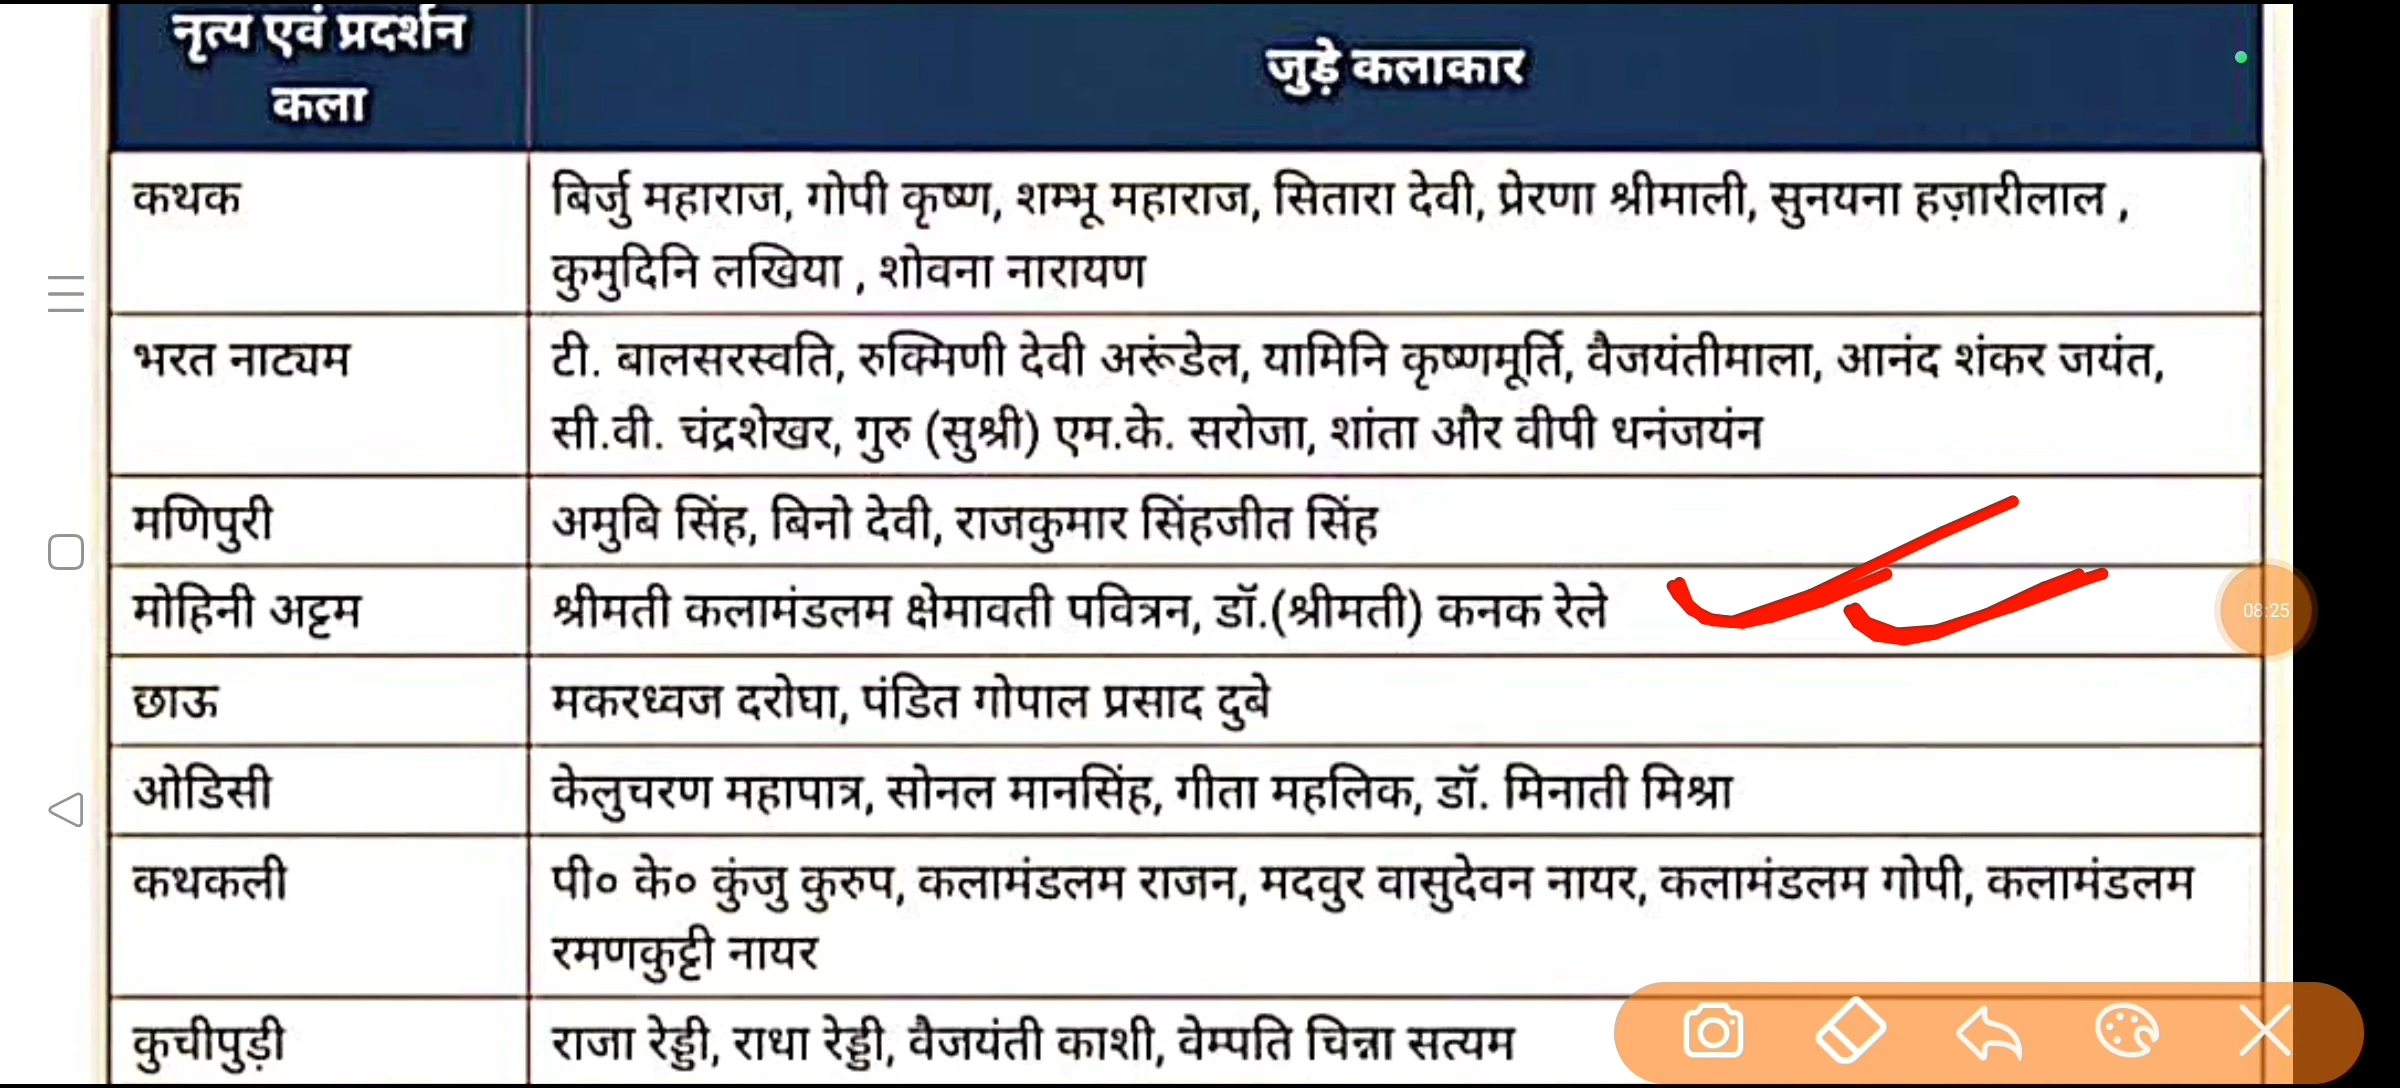 नृत्य एवं प्रदर्शन
कला
जुड़े कलाकार
कथक
बिर्जु महाराज, गोपी कृष्ण, शम्भू महाराज, सितारा देवी, प्रेरणा श्रीमाली, सुनयना हज़ारीलाल ,
कुमुदिनि लखिया , शोवना नारायण
भरत नाट्यम
टी. बालसरस्वति, रुक्मिणी देवी अरूंडेल, यामिनि कृष्णमूर्ति, वैजयंतीमाला, आनंद शंकर जयंत,
सी.वी. चंद्रशेखर, गुरु (सुश्री) एम.के. सरोजा, शांता और वीपी धनंजयंन
मणिपुरी
अमुबि सिंह, बिनो देवी, राजकुमार सिंहजीत सिंह
मोहिनी अट्टम
श्रीमती कलामंडलम क्षेमावती पवित्रन, डॉ.(श्रीमती) कनक रेले
08:25
छाऊ
मकरध्वज दरोघा, पंडित गोपाल प्रसाद दुबे
ओडिसी
केलुचरण महापात्र, सोनल मानसिंह, गीता महलिक, डॉ. मिनाती मिश्रा
कथकली
पी० के० कुंजु कुरुप, कलामंडलम राजन, मदवुर वासुदेवन नायर, कलामंडलम गोपी, कलामंडलम
रमणकुट्टी नायर
कुचीपुड़ी
राजा रेड्डी, राधा रेड्डी, वैजयंती काशी, वेम्पति चिन्ना सत्यम